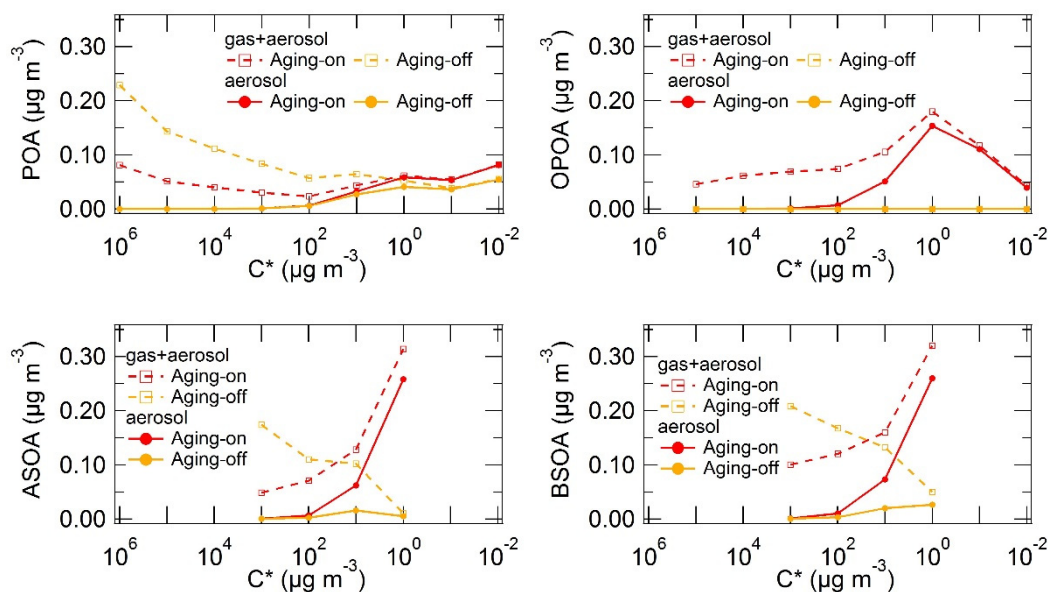 POA (µg m⁻³)
0.30
0.20
0.10
0.00
gas+aerosol
Aging-on Aging-off
aerosol
Aging-on Aging-off
10⁶ 10⁴ 10² 10⁰ 10⁻²
C* (µg m⁻³)
OPOA (µg m⁻³)
0.30
0.20
0.10
0.00
gas+aerosol
Aging-on Aging-off
aerosol
Aging-on Aging-off
10⁶ 10⁴ 10² 10⁰ 10⁻²
C* (µg m⁻³)
ASOA (µg m⁻³)
0.30
0.20
0.10
0.00
gas+aerosol
Aging-on
Aging-off
aerosol
Aging-on
Aging-off
10⁶ 10⁴ 10² 10⁰ 10⁻²
C* (µg m⁻³)
BSOA (µg m⁻³)
0.30
0.20
0.10
0.00
gas+aerosol
Aging-on
Aging-off
aerosol
Aging-on
Aging-off
10⁶ 10⁴ 10² 10⁰ 10⁻²
C* (µg m⁻³)